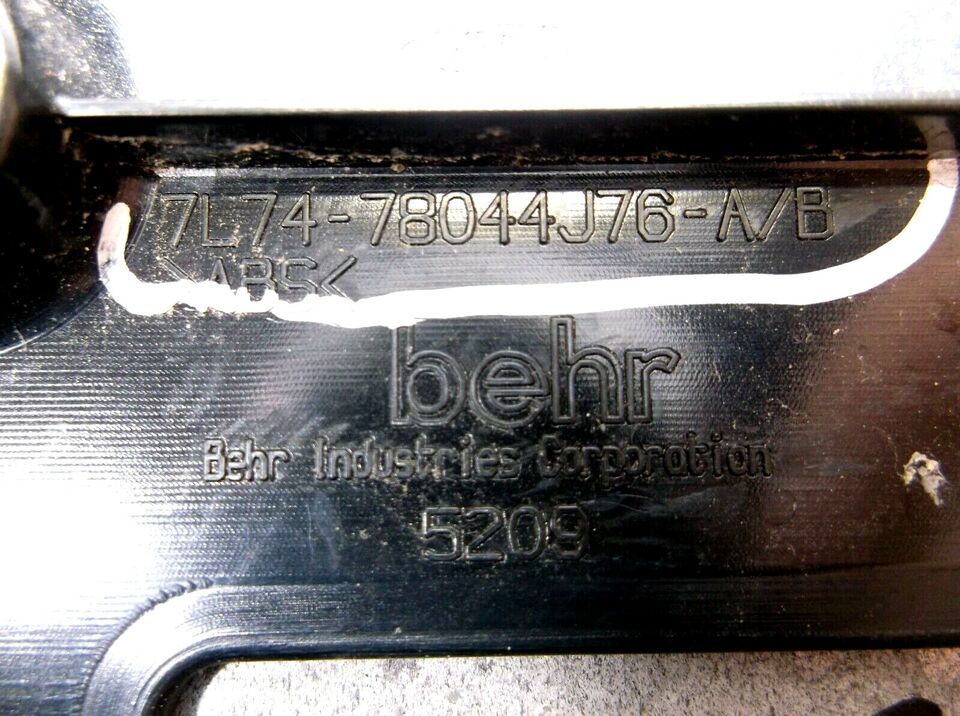 7L74-78044J76-A/B
>ABS<
behr
Behr Industries Corporation
5209